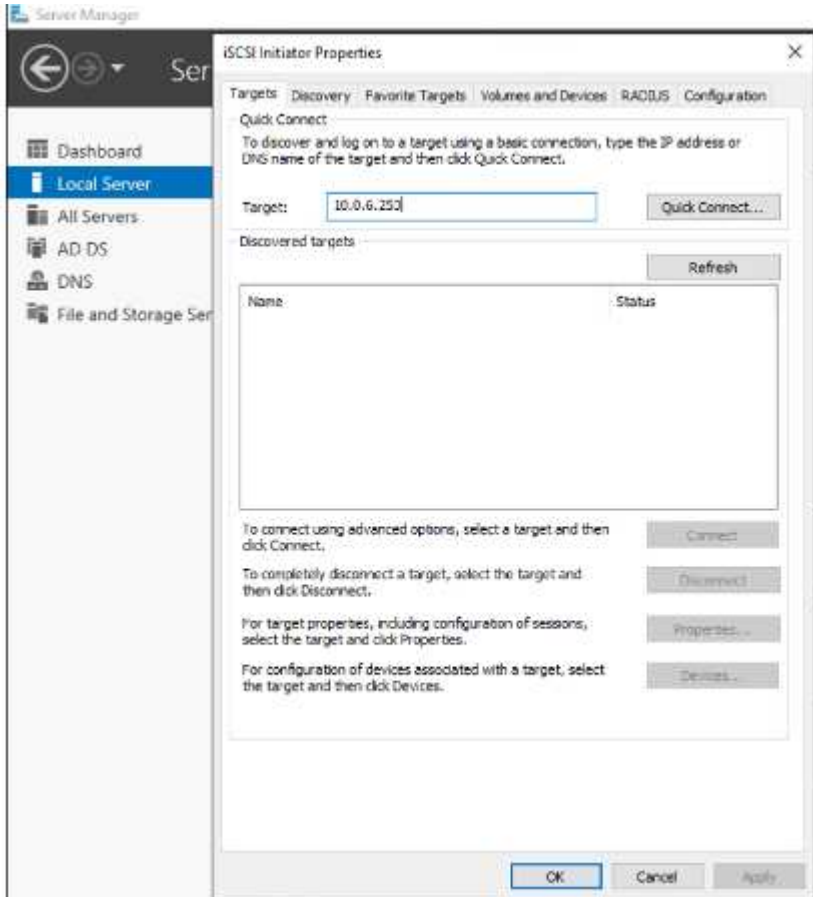 Server Manager
Ser
Dashboard
Local Server
All Servers
AD DS
DNS
File and Storage Ser
iSCSI Initiator Properties
Targets Discovery Favorite Targets Volumes and Devices RADIUS Configuration
Quick Connect
To discover and log on to a target using a basic connection, type the IP address or
DNS name of the target and then click Quick Connect.
Target: 10.0.6.253 Quick Connect...
Discovered targets
Refresh
Name Status
To connect using advanced options, select a target and then
click Connect.
Connect
To completely disconnect a target, select the target and
then click Disconnect.
Disconnect
For target properties, including configuration of sessions,
select the target and click Properties.
Properties...
For configuration of devices associated with a target, select
the target and then click Devices.
Devices...
OK Cancel Apply